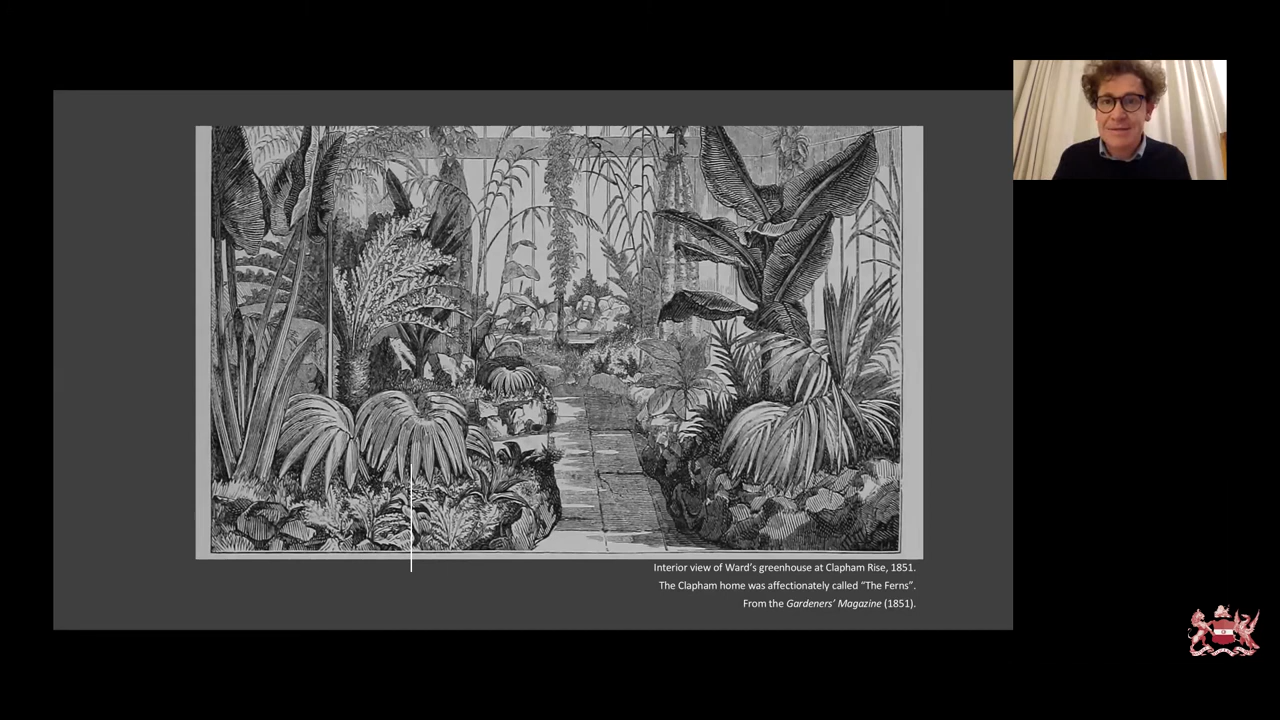 Interior view of Ward's greenhouse at Clapham Rise, 1851.
The Clapham home was affectionately called “The Ferns”.
From the Gardeners' Magazine (1851).